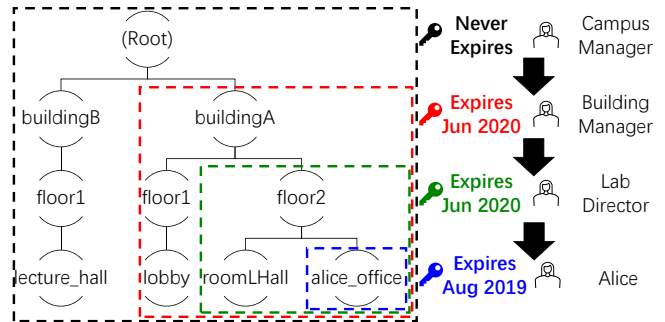 (Root)
Never
Expires
Campus
Manager
buildingB
buildingA
Expires
Jun 2020
Building
Manager
floor1
floor1
floor2
Expires
Jun 2020
Lab
Director
lecture_hall
lobby
roomLHall
alice_office
Expires
Aug 2019
Alice